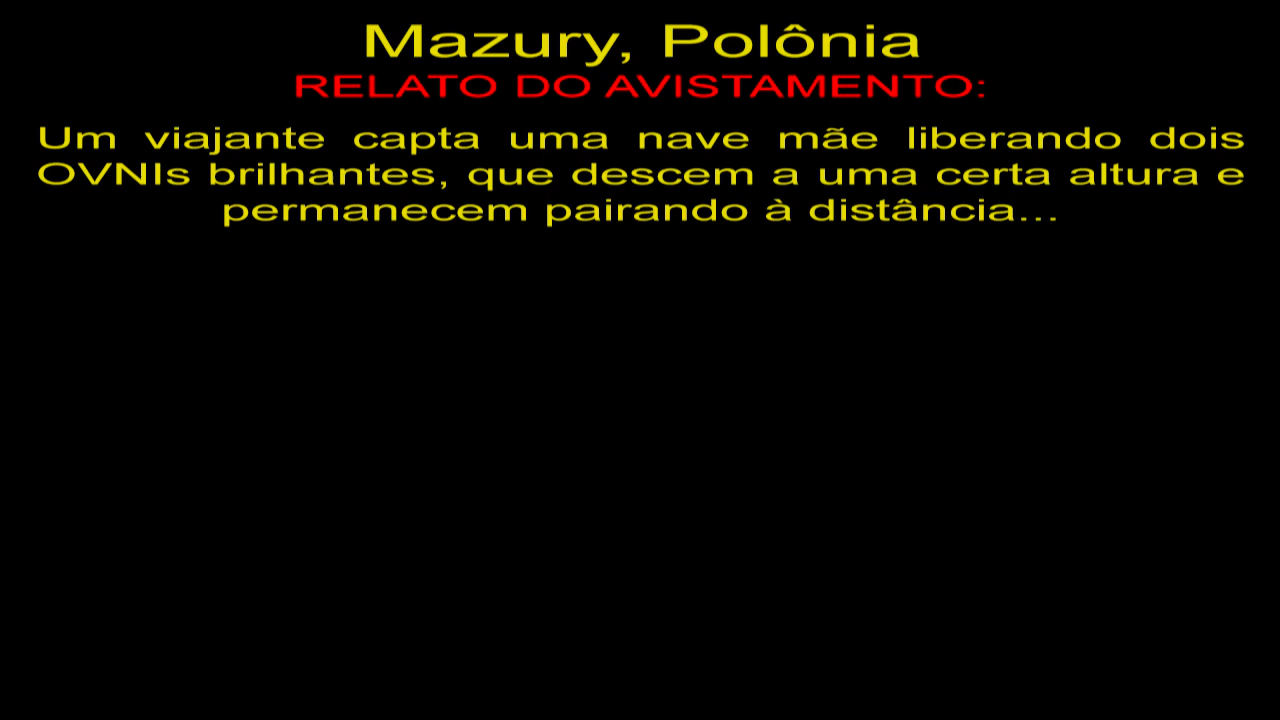 Mazury, Polônia
RELATO DO AVISTAMENTO:
Um viajante capta uma nave mãe liberando dois
OVNIs brilhantes, que descem a uma certa altura e
permanecem pairando à distância...